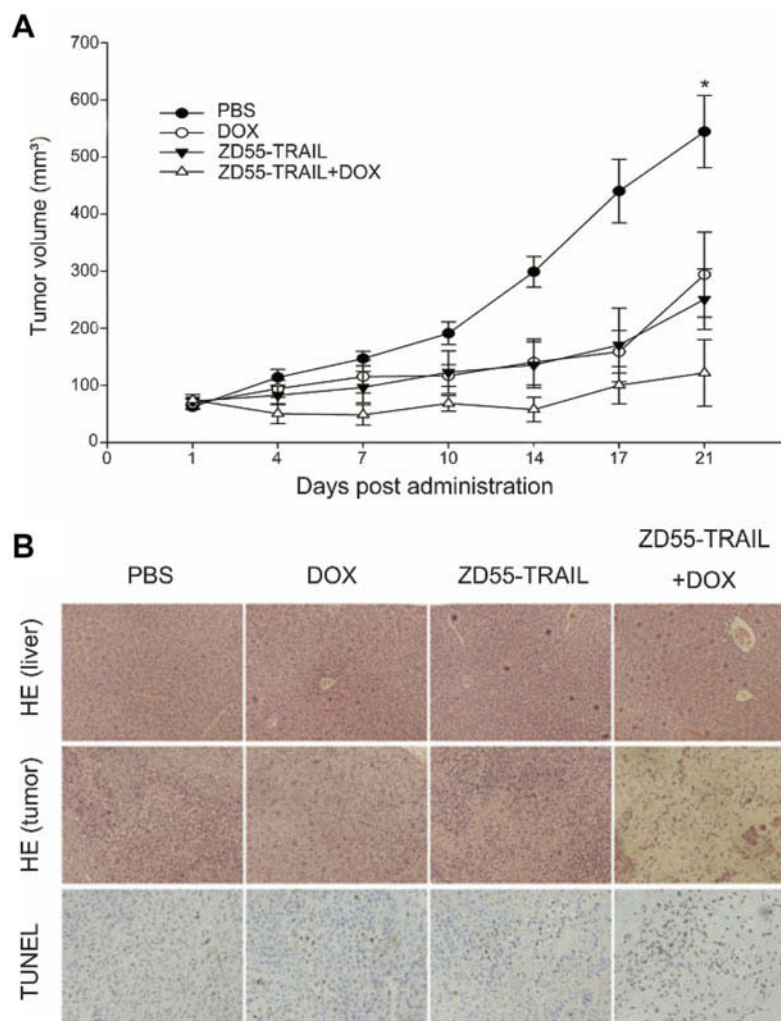 A
700
600
500
400
300
200
100
0
Tumor volume (mm³)
PBS
DOX
ZD55-TRAIL
ZD55-TRAIL+DOX
*
0 1 4 7 10 14 17 21
Days post administration
B
PBS DOX ZD55-TRAIL ZD55-TRAIL
+DOX
HE (liver)
HE (tumor)
TUNEL